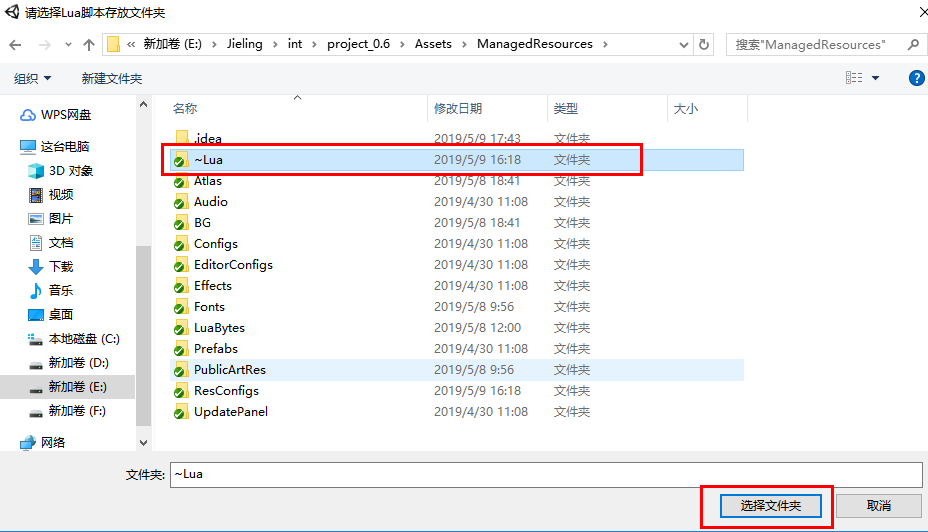 请选择Lua脚本存放文件夹
« 新加卷 (E:) › Jieling › int › project_0.6 › Assets › ManagedResources ›
搜索"ManagedResources"
组织 新建文件夹
名称 修改日期 类型 大小
WPS网盘
这台电脑
3D 对象
视频
图片
文档
下载
音乐
桌面
本地磁盘 (C:)
新加卷 (D:)
新加卷 (E:)
新加卷 (F:)
网络
.idea 2019/5/9 17:43 文件夹
~Lua 2019/5/9 16:18 文件夹
Atlas 2019/5/8 18:41 文件夹
Audio 2019/4/30 11:08 文件夹
BG 2019/5/8 18:41 文件夹
Configs 2019/4/30 11:08 文件夹
EditorConfigs 2019/4/30 11:08 文件夹
Effects 2019/4/30 11:08 文件夹
Fonts 2019/5/8 9:56 文件夹
LuaBytes 2019/5/8 12:00 文件夹
Prefabs 2019/4/30 11:08 文件夹
PublicArtRes 2019/5/8 9:56 文件夹
ResConfigs 2019/5/9 16:18 文件夹
UpdatePanel 2019/4/30 11:08 文件夹
文件夹: ~Lua
选择文件夹 取消